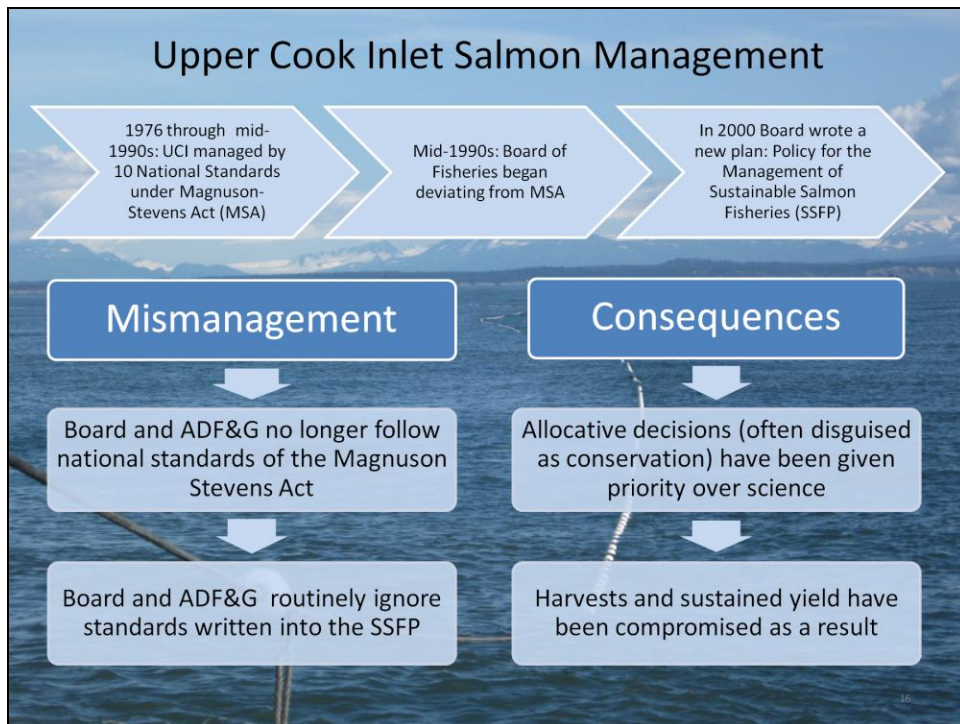 Upper Cook Inlet Salmon Management
1976 through mid-
1990s: UCI managed by
10 National Standards
under Magnuson-
Stevens Act (MSA)
Mid-1990s: Board of
Fisheries began
deviating from MSA
In 2000 Board wrote a
new plan: Policy for the
Management of
Sustainable Salmon
Fisheries (SSFP)
Mismanagement
Board and ADF&G no longer follow
national standards of the Magnuson
Stevens Act
Board and ADF&G routinely ignore
standards written into the SSFP
Consequences
Allocative decisions (often disguised
as conservation) have been given
priority over science
Harvests and sustained yield have
been compromised as a result
16